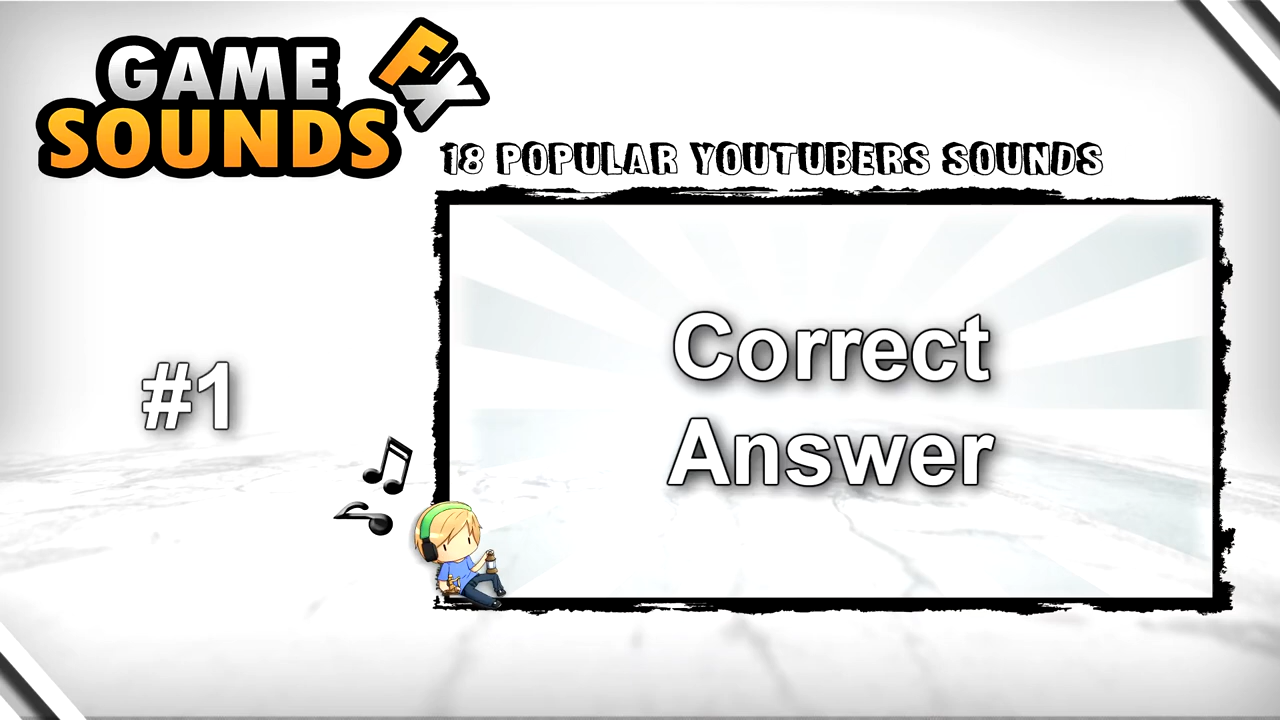 GAME
SOUNDS
FX
18 POPULAR YOUTUBERS SOUNDS
#1
Correct
Answer